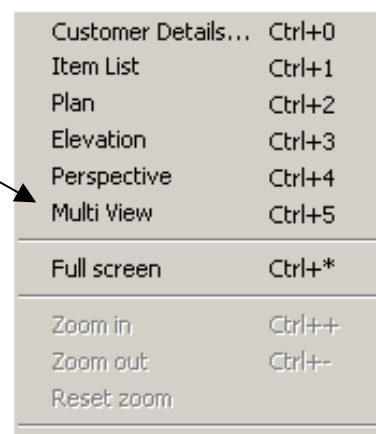 Customer Details... Ctrl+0
Item List Ctrl+1
Plan Ctrl+2
Elevation Ctrl+3
Perspective Ctrl+4
Multi View Ctrl+5
Full screen Ctrl+*
Zoom in Ctrl++
Zoom out Ctrl+-
Reset zoom